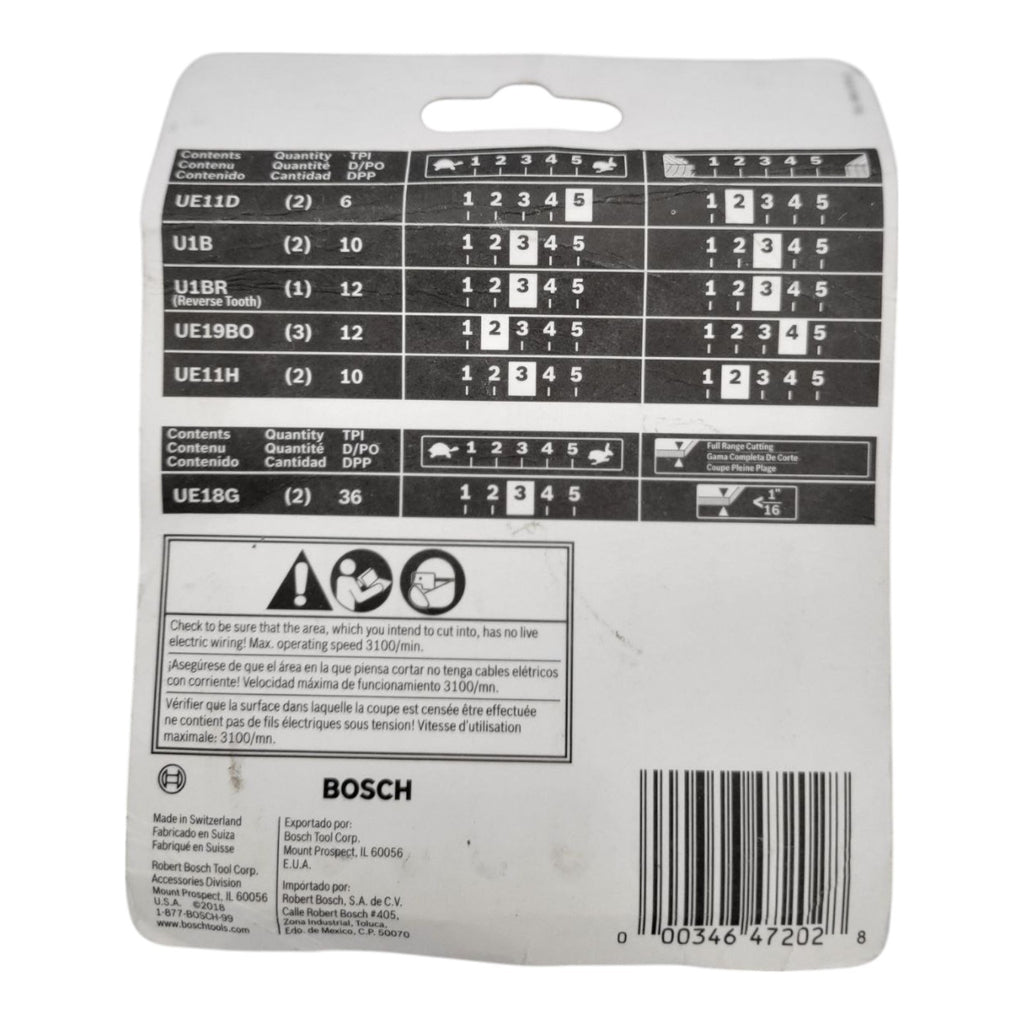 Contents Quantity TPI
Contenu Quantité D/PO
Contenido Cantidad DPP
1 2 3 4 5
1 2 3 4 5
UE11D (2) 6 1 2 3 4 5 1 2 3 4 5
U1B (2) 10 1 2 3 4 5 1 2 3 4 5
U1BR (1) 12 1 2 3 4 5 1 2 3 4 5
(Reverse Tooth)
UE19BO (3) 12 1 2 3 4 5 1 2 3 4 5
UE11H (2) 10 1 2 3 4 5 1 2 3 4 5
Contents Quantity TPI
Contenu Quantité D/PO
Contenido Cantidad DPP
1 2 3 4 5
Full Range Cutting
Gama Completa De Corte
Coupe Pleine Plage
UE18G (2) 36 1 2 3 4 5 < 1"/16
Check to be sure that the area, which you intend to cut into, has no live
electric wiring! Max. operating speed 3100/min.
¡Asegúrese de que el área en la que piensa cortar no tenga cables elétricos
con corriente! Velocidad máxima de funcionamiento 3100/mn.
Vérifier que la surface dans laquelle la coupe est censée être effectuée
ne contient pas de fils électriques sous tension! Vitesse d'utilisation
maximale: 3100/mn.
BOSCH
Made in Switzerland
Fabricado en Suiza
Fabriqué en Suisse
Robert Bosch Tool Corp.
Accessories Division
Mount Prospect, IL 60056
U.S.A. ©2018
1-877-BOSCH-99
www.boschtools.com
Exportado por:
Bosch Tool Corp.
Mount Prospect, IL 60056
E.U.A.
Importado por:
Robert Bosch, S.A. de C.V.
Calle Robert Bosch #405,
Zona Industrial, Toluca,
Edo. de Mexico, C.P. 50070
0 00346 47202 8